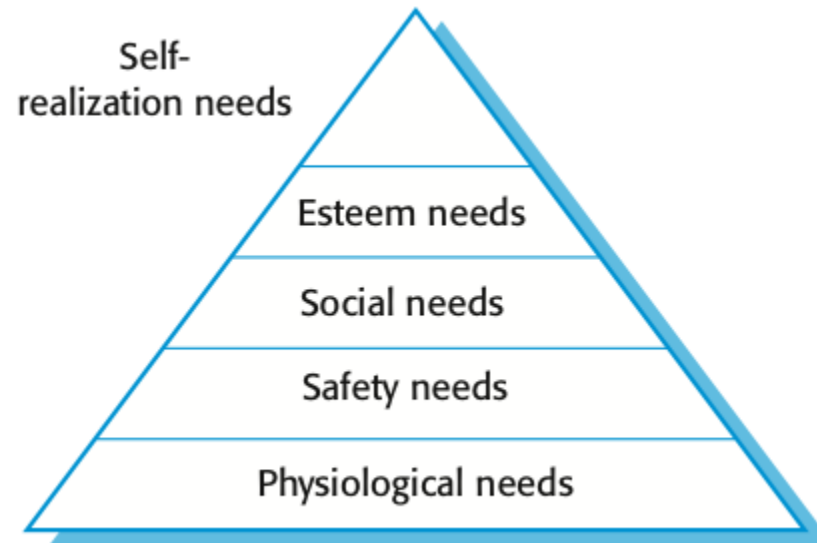 Self-
realization needs
Esteem needs
Social needs
Safety needs
Physiological needs